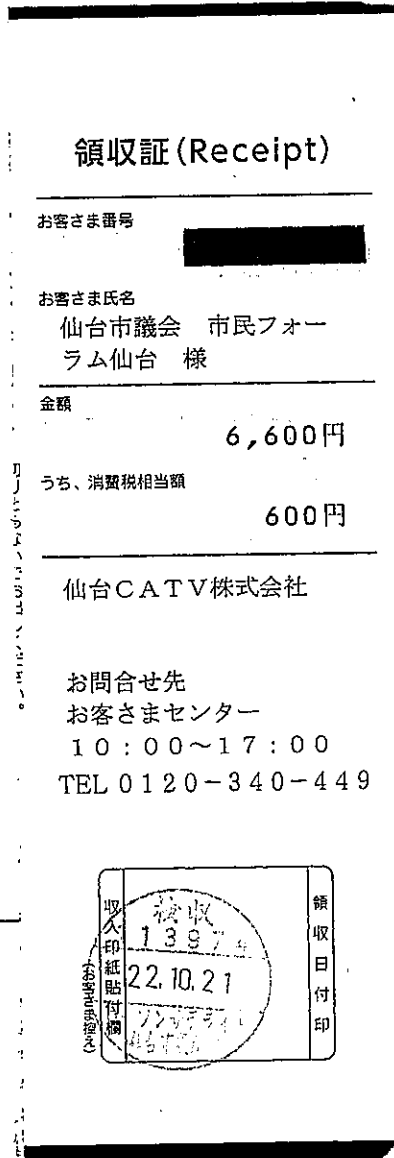 領収証(Receipt)
お客さま番号
お客さま氏名
仙台市議会 市民フォー
ラム仙台 様
金額
6,600円
うち、消費税相当額
600円
仙台CATV株式会社
お問合せ先
お客さまセンター
10:00~17:00
TEL 0120-340-449
収入印紙貼付欄
(お客さま控え)
検収
1397
22.10.21
領収日付印